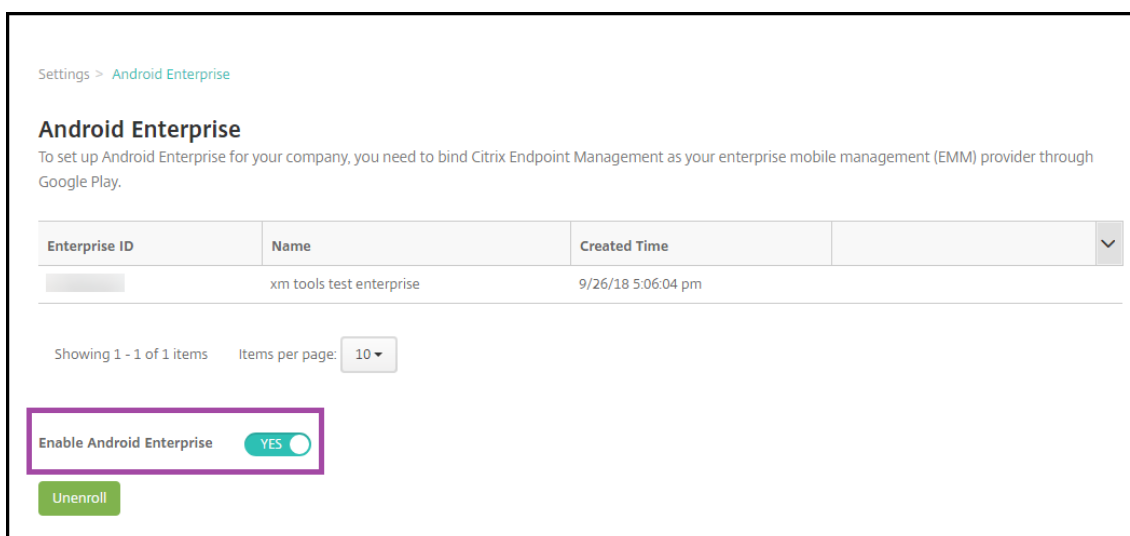 Settings > Android Enterprise
Android Enterprise
To set up Android Enterprise for your company, you need to bind Citrix Endpoint Management as your enterprise mobile management (EMM) provider through
Google Play.
Enterprise ID Name Created Time
xm tools test enterprise 9/26/18 5:06:04 pm
Showing 1 - 1 of 1 items Items per page: 10
Enable Android Enterprise YES
Unenroll